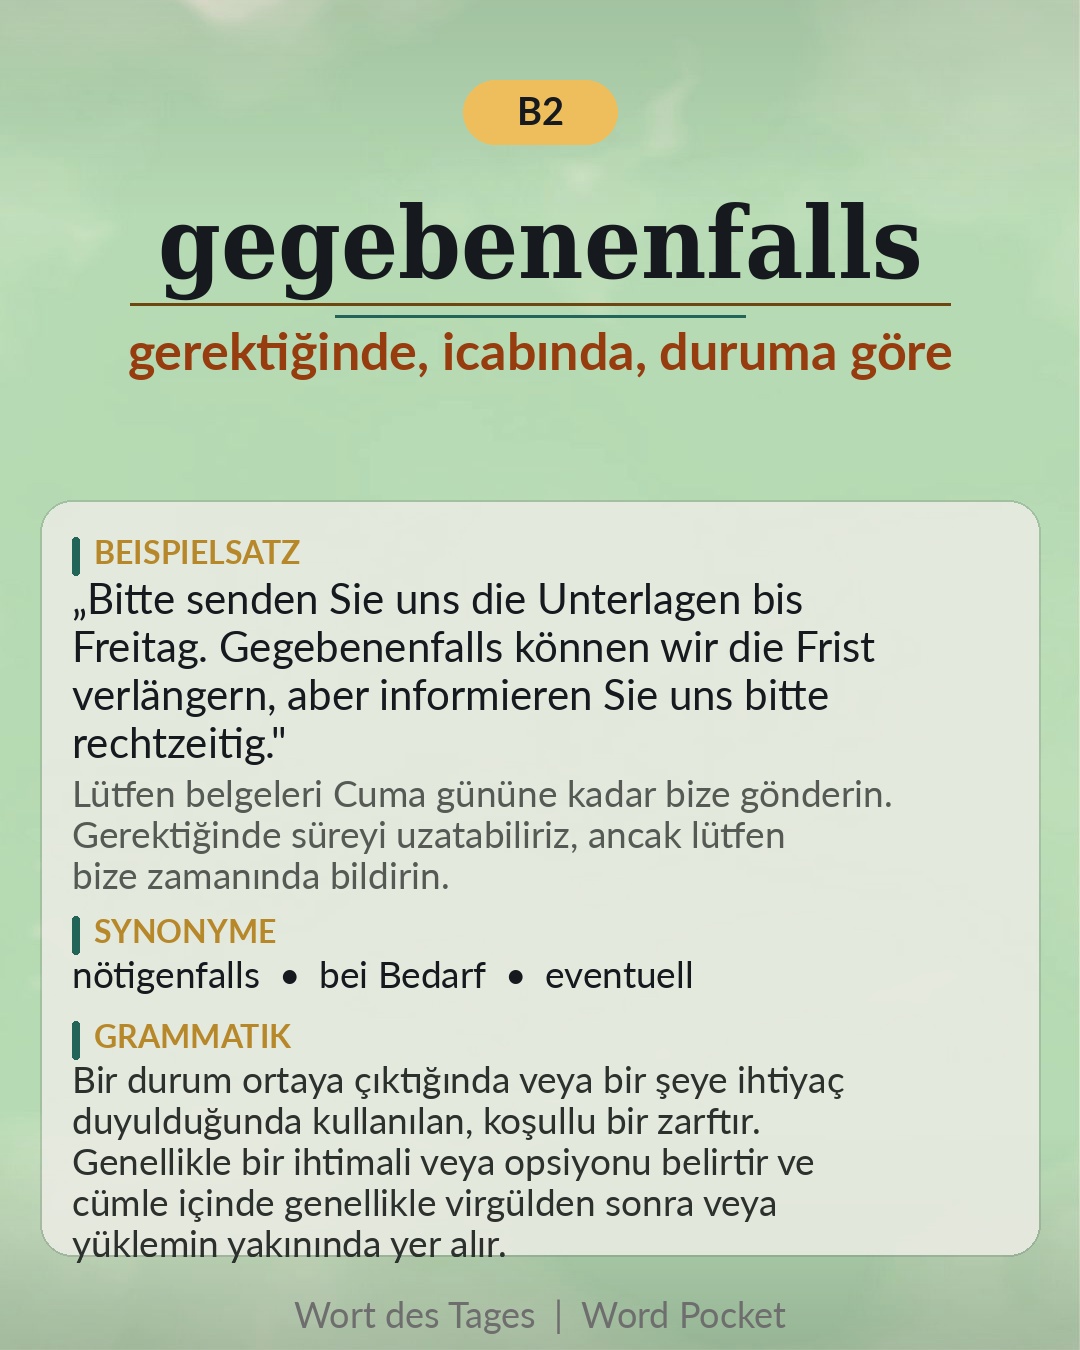 B2
gegebenenfalls
gerektiğinde, icabında, duruma göre
BEISPIELSATZ
„Bitte senden Sie uns die Unterlagen bis
Freitag. Gegebenenfalls können wir die Frist
verlängern, aber informieren Sie uns bitte
rechtzeitig."
Lütfen belgeleri Cuma gününe kadar bize gönderin.
Gerektiğinde süreyi uzatabiliriz, ancak lütfen
bize zamanında bildirin.
SYNONYME
nötigenfalls • bei Bedarf • eventuell
GRAMMATIK
Bir durum ortaya çıktığında veya bir şeye ihtiyaç
duyulduğunda kullanılan, koşullu bir zarftır.
Genellikle bir ihtimali veya opsiyonu belirtir ve
cümle içinde genellikle virgülden sonra veya
yüklemin yakınında yer alır.
Wort des Tages | Word Pocket